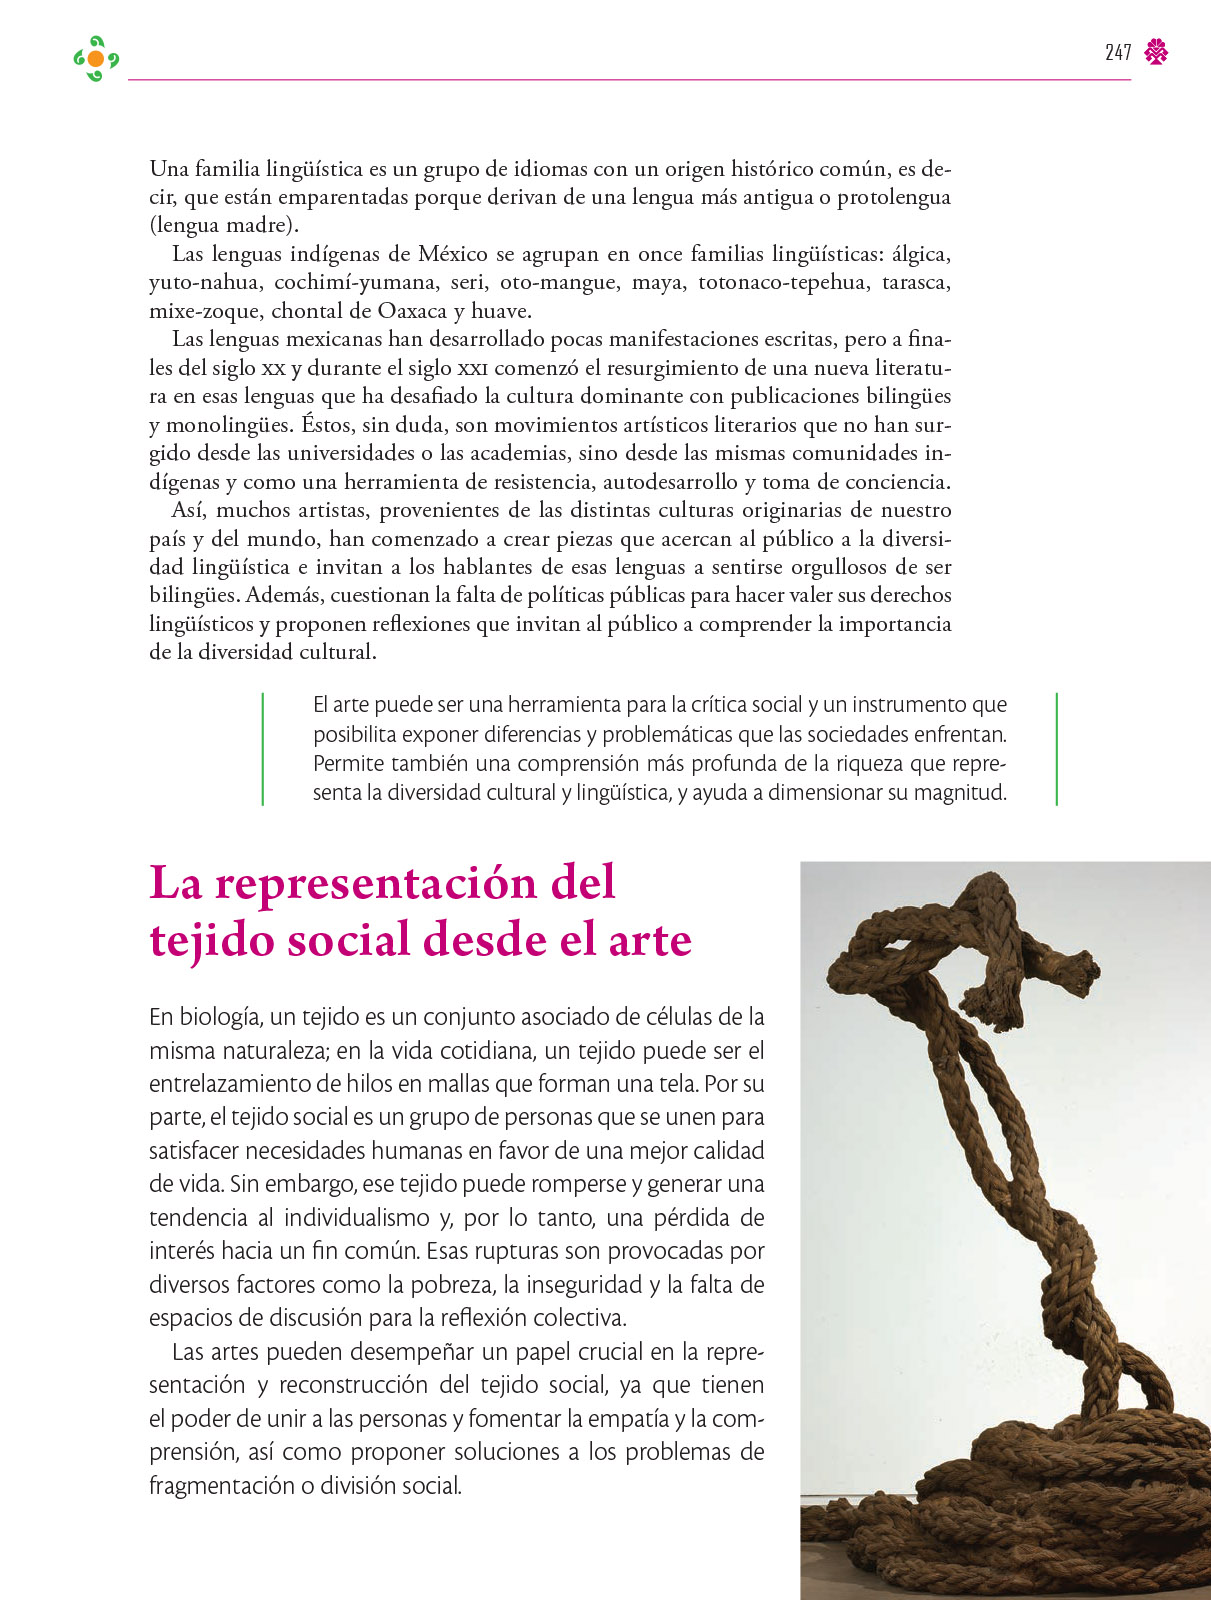 247
Una familia lingüística es un grupo de idiomas con un origen histórico común, es de-
cir, que están emparentadas porque derivan de una lengua más antigua o protolengua
(lengua madre).
Las lenguas indígenas de México se agrupan en once familias lingüísticas: álgica,
yuto-nahua, cochimí-yumana, seri, oto-mangue, maya, totonaco-tepehua, tarasca,
mixe-zoque, chontal de Oaxaca y huave.
Las lenguas mexicanas han desarrollado pocas manifestaciones escritas, pero a fina-
les del siglo XX y durante el siglo XXI comenzó el resurgimiento de una nueva literatu-
ra en esas lenguas que ha desafiado la cultura dominante con publicaciones bilingües
y monolingües. Éstos, sin duda, son movimientos artísticos literarios que no han sur-
gido desde las universidades o las academias, sino desde las mismas comunidades in-
dígenas y como una herramienta de resistencia, autodesarrollo y toma de conciencia.
Así, muchos artistas, provenientes de las distintas culturas originarias de nuestro
país y del mundo, han comenzado a crear piezas que acercan al público a la diversi-
dad lingüística e invitan a los hablantes de esas lenguas a sentirse orgullosos de ser
bilingües. Además, cuestionan la falta de políticas públicas para hacer valer sus derechos
lingüísticos y proponen reflexiones que invitan al público a comprender la importancia
de la diversidad cultural.
El arte puede ser una herramienta para la crítica social y un instrumento que
posibilita exponer diferencias y problemáticas que las sociedades enfrentan.
Permite también una comprensión más profunda de la riqueza que repre-
senta la diversidad cultural y lingüística, y ayuda a dimensionar su magnitud.
La representación del
tejido social desde el arte
En biología, un tejido es un conjunto asociado de células de la
misma naturaleza; en la vida cotidiana, un tejido puede ser el
entrelazamiento de hilos en mallas que forman una tela. Por su
parte, el tejido social es un grupo de personas que se unen para
satisfacer necesidades humanas en favor de una mejor calidad
de vida. Sin embargo, ese tejido puede romperse y generar una
tendencia al individualismo y, por lo tanto, una pérdida de
interés hacia un fin común. Esas rupturas son provocadas por
diversos factores como la pobreza, la inseguridad y la falta de
espacios de discusión para la reflexión colectiva.
Las artes pueden desempeñar un papel crucial en la repre-
sentación y reconstrucción del tejido social, ya que tienen
el poder de unir a las personas y fomentar la empatía y la com-
prensión, así como proponer soluciones a los problemas de
fragmentación o división social.